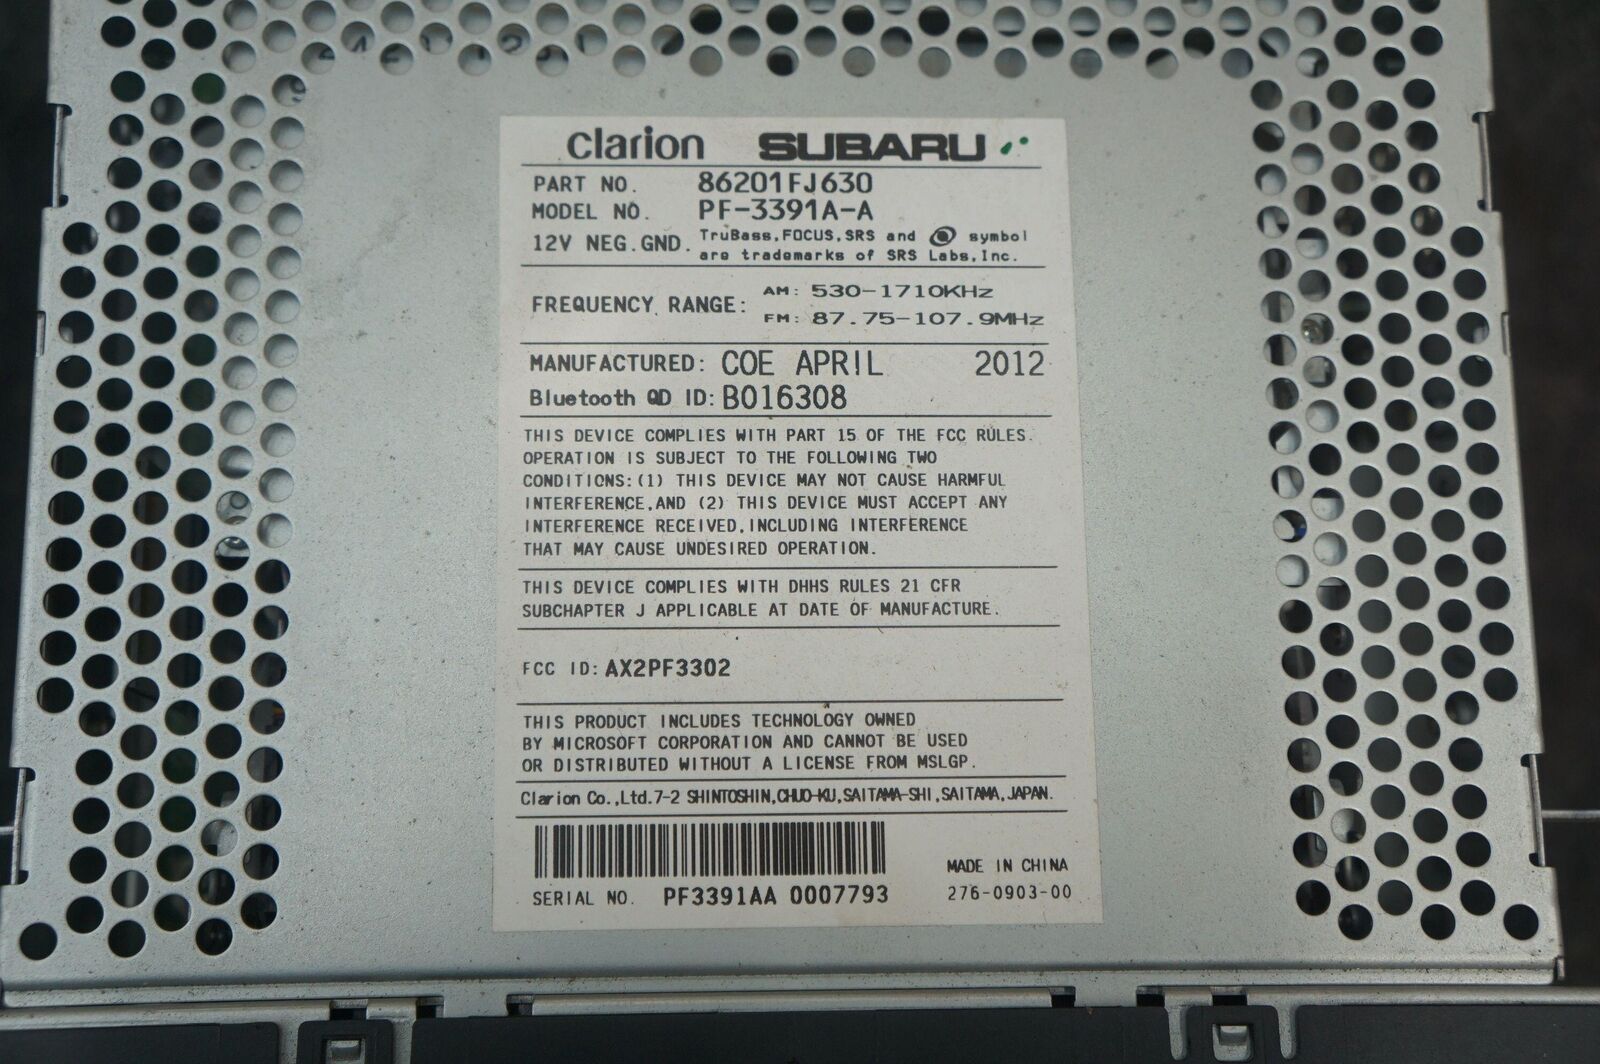 clarion SUBARU
PART NO. 86201FJ630
MODEL NO. PF-3391A-A
12V NEG.GND. TruBass,FOCUS,SRS and symbol
are trademarks of SRS Labs,Inc.
FREQUENCY RANGE: AM: 530-1710KHz
FM: 87.75-107.9MHz
MANUFACTURED: COE APRIL 2012
Bluetooth QD ID: B016308
THIS DEVICE COMPLIES WITH PART 15 OF THE FCC RULES.
OPERATION IS SUBJECT TO THE FOLLOWING TWO
CONDITIONS:(1) THIS DEVICE MAY NOT CAUSE HARMFUL
INTERFERENCE,AND (2) THIS DEVICE MUST ACCEPT ANY
INTERFERENCE RECEIVED,INCLUDING INTERFERENCE
THAT MAY CAUSE UNDESIRED OPERATION.
THIS DEVICE COMPLIES WITH DHHS RULES 21 CFR
SUBCHAPTER J APPLICABLE AT DATE OF MANUFACTURE.
FCC ID: AX2PF3302
THIS PRODUCT INCLUDES TECHNOLOGY OWNED
BY MICROSOFT CORPORATION AND CANNOT BE USED
OR DISTRIBUTED WITHOUT A LICENSE FROM MSLGP.
Clarion Co.,Ltd.7-2 SHINTOSHIN,CHUO-KU,SAITAMA-SHI,SAITAMA,JAPAN.
MADE IN CHINA
SERIAL NO. PF3391AA 0007793 276-0903-00